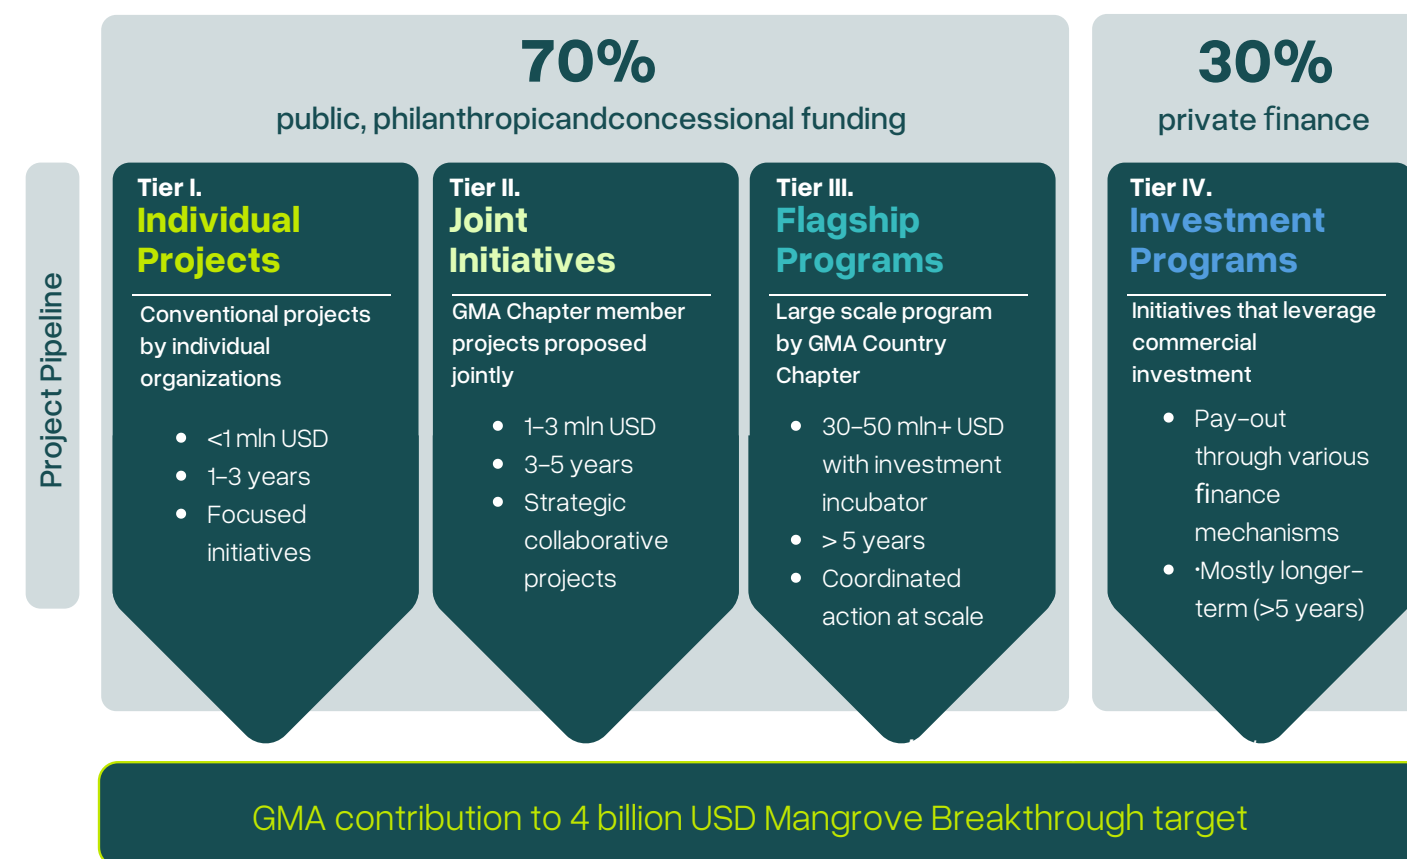 70%
public, philanthropicandconcessional funding
30%
private finance
Project Pipeline
Tier I.
Individual
Projects
Conventional projects
by individual
organizations
• <1 mln USD
• 1–3 years
• Focused
initiatives
Tier II.
Joint
Initiatives
GMA Chapter member
projects proposed
jointly
• 1–3 mln USD
• 3–5 years
• Strategic
collaborative
projects
Tier III.
Flagship
Programs
Large scale program
by GMA Country
Chapter
• 30–50 mln+ USD
with investment
incubator
• > 5 years
• Coordinated
action at scale
Tier IV.
Investment
Programs
Initiatives that leverage
commercial
investment
• Pay–out
through various
finance
mechanisms
• ·Mostly longer–
term (>5 years)
GMA contribution to 4 billion USD Mangrove Breakthrough target